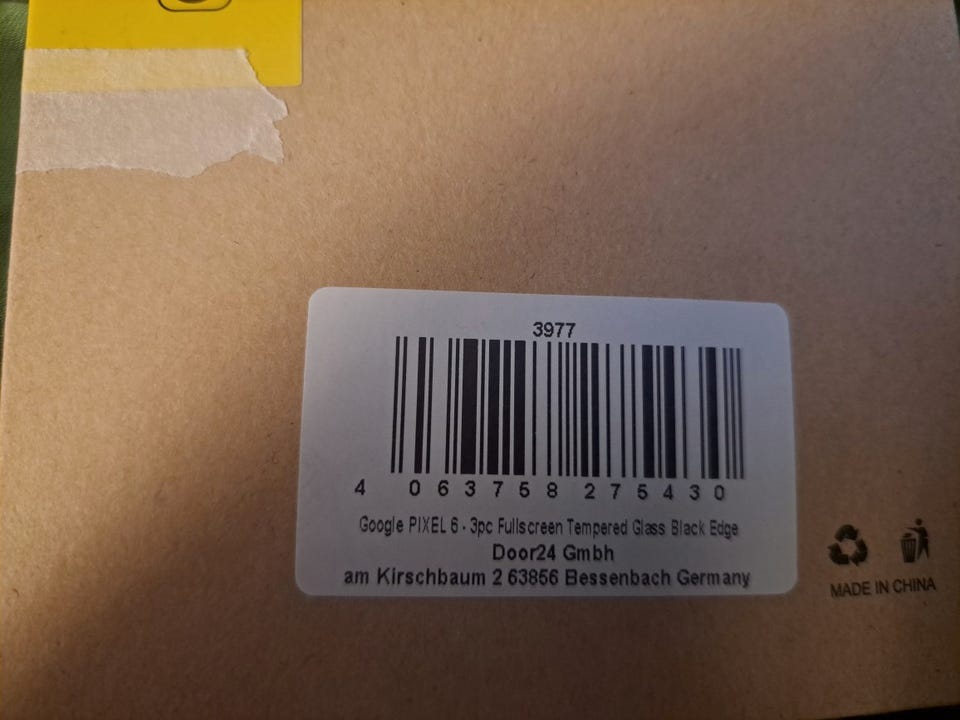 3977
4 063758 275430
Google PIXEL 6 - 3pc Fullscreen Tempered Glass Black Edge
Door24 Gmbh
am Kirschbaum 2 63856 Bessenbach Germany
MADE IN CHINA